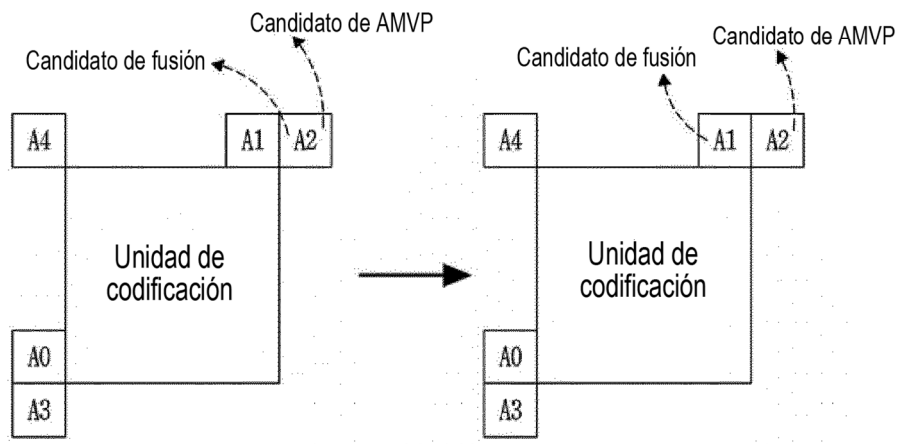 Candidato de AMVP
Candidato de fusión
A4
A1
A2
Unidad de
codificación
A0
A3
Candidato de AMVP
Candidato de fusión
A4
A1
A2
Unidad de
codificación
A0
A3